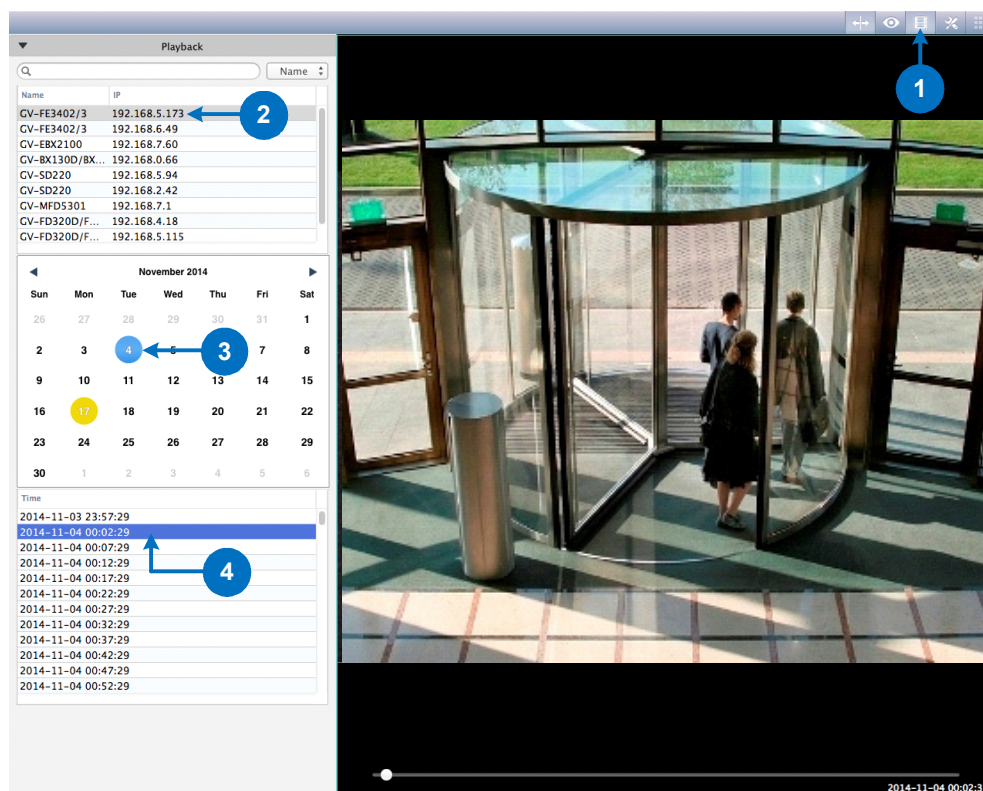 Playback
1
Name
Name IP
GV-FE3402/3 192.168.5.173
2
GV-FE3402/3 192.168.6.49
GV-EBX2100 192.168.7.60
GV-BX130D/BX... 192.168.0.66
GV-SD220 192.168.5.94
GV-SD220 192.168.2.42
GV-MFD5301 192.168.7.1
GV-FD320D/F... 192.168.4.18
GV-FD320D/F... 192.168.5.115
November 2014
Sun Mon Tue Wed Thu Fri Sat
26 27 28 29 30 31 1
2 3 4 5 3 7 8
9 10 11 12 13 14 15
16 17 18 19 20 21 22
23 24 25 26 27 28 29
30 1 2 3 4 5 6
Time
2014-11-03 23:57:29
2014-11-04 00:02:29
2014-11-04 00:07:29
2014-11-04 00:12:29
4
2014-11-04 00:17:29
2014-11-04 00:22:29
2014-11-04 00:27:29
2014-11-04 00:32:29
2014-11-04 00:37:29
2014-11-04 00:42:29
2014-11-04 00:47:29
2014-11-04 00:52:29
2014-11-04 00:02:3